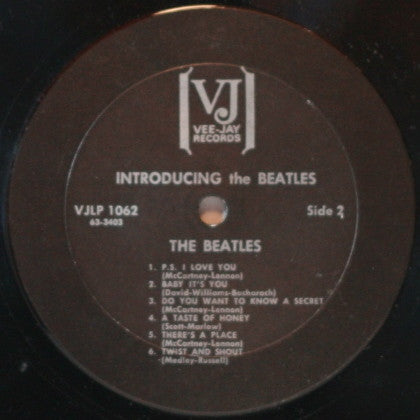 VJ
VEE-JAY
RECORDS
INTRODUCING the BEATLES
VJLP 1062 Side 2
63-3403
THE BEATLES
1. P.S. I LOVE YOU
(McCartney-Lennon)
2. BABY IT'S YOU
(David-Williams-Bacharach)
3. DO YOU WANT TO KNOW A SECRET
(McCartney-Lennon)
4. A TASTE OF HONEY
(Scott-Marlow)
5. THERE'S A PLACE
(McCartney-Lennon)
6. TWIST AND SHOUT
(Medley-Russell)